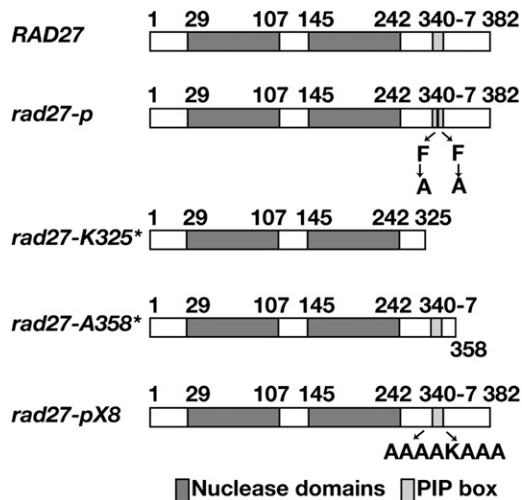 1 29 107 145 242 340-7 382
RAD27
1 29 107 145 242 340-7 382
rad27-p
F F
A A
1 29 107 145 242 325
rad27-K325*
1 29 107 145 242 340-7
rad27-A358*
358
1 29 107 145 242 340-7 382
rad27-pX8
AAAAKAAA
Nuclease domains PIP box